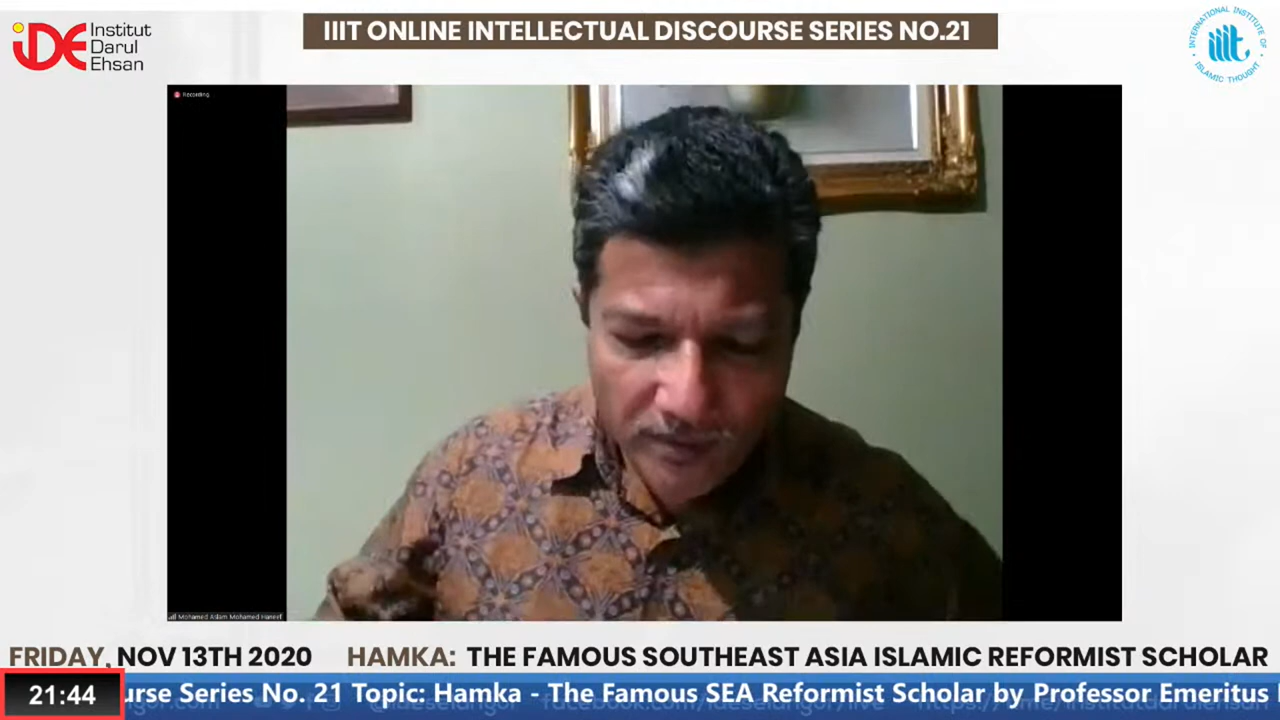 IIIT ONLINE INTELLECTUAL DISCOURSE SERIES NO.21
iDE Institut
Darul
Ehsan
INTERNATIONAL INSTITUTE OF
iiit
ISLAMIC THOUGHT
Recording
Mohamed Aslam Mohamed Haneef
FRIDAY, NOV 13TH 2020 HAMKA: THE FAMOUS SOUTHEAST ASIA ISLAMIC REFORMIST SCHOLAR
21:44 urse Series No. 21 Topic: Hamka - The Famous SEA Reformist Scholar by Professor Emeritus